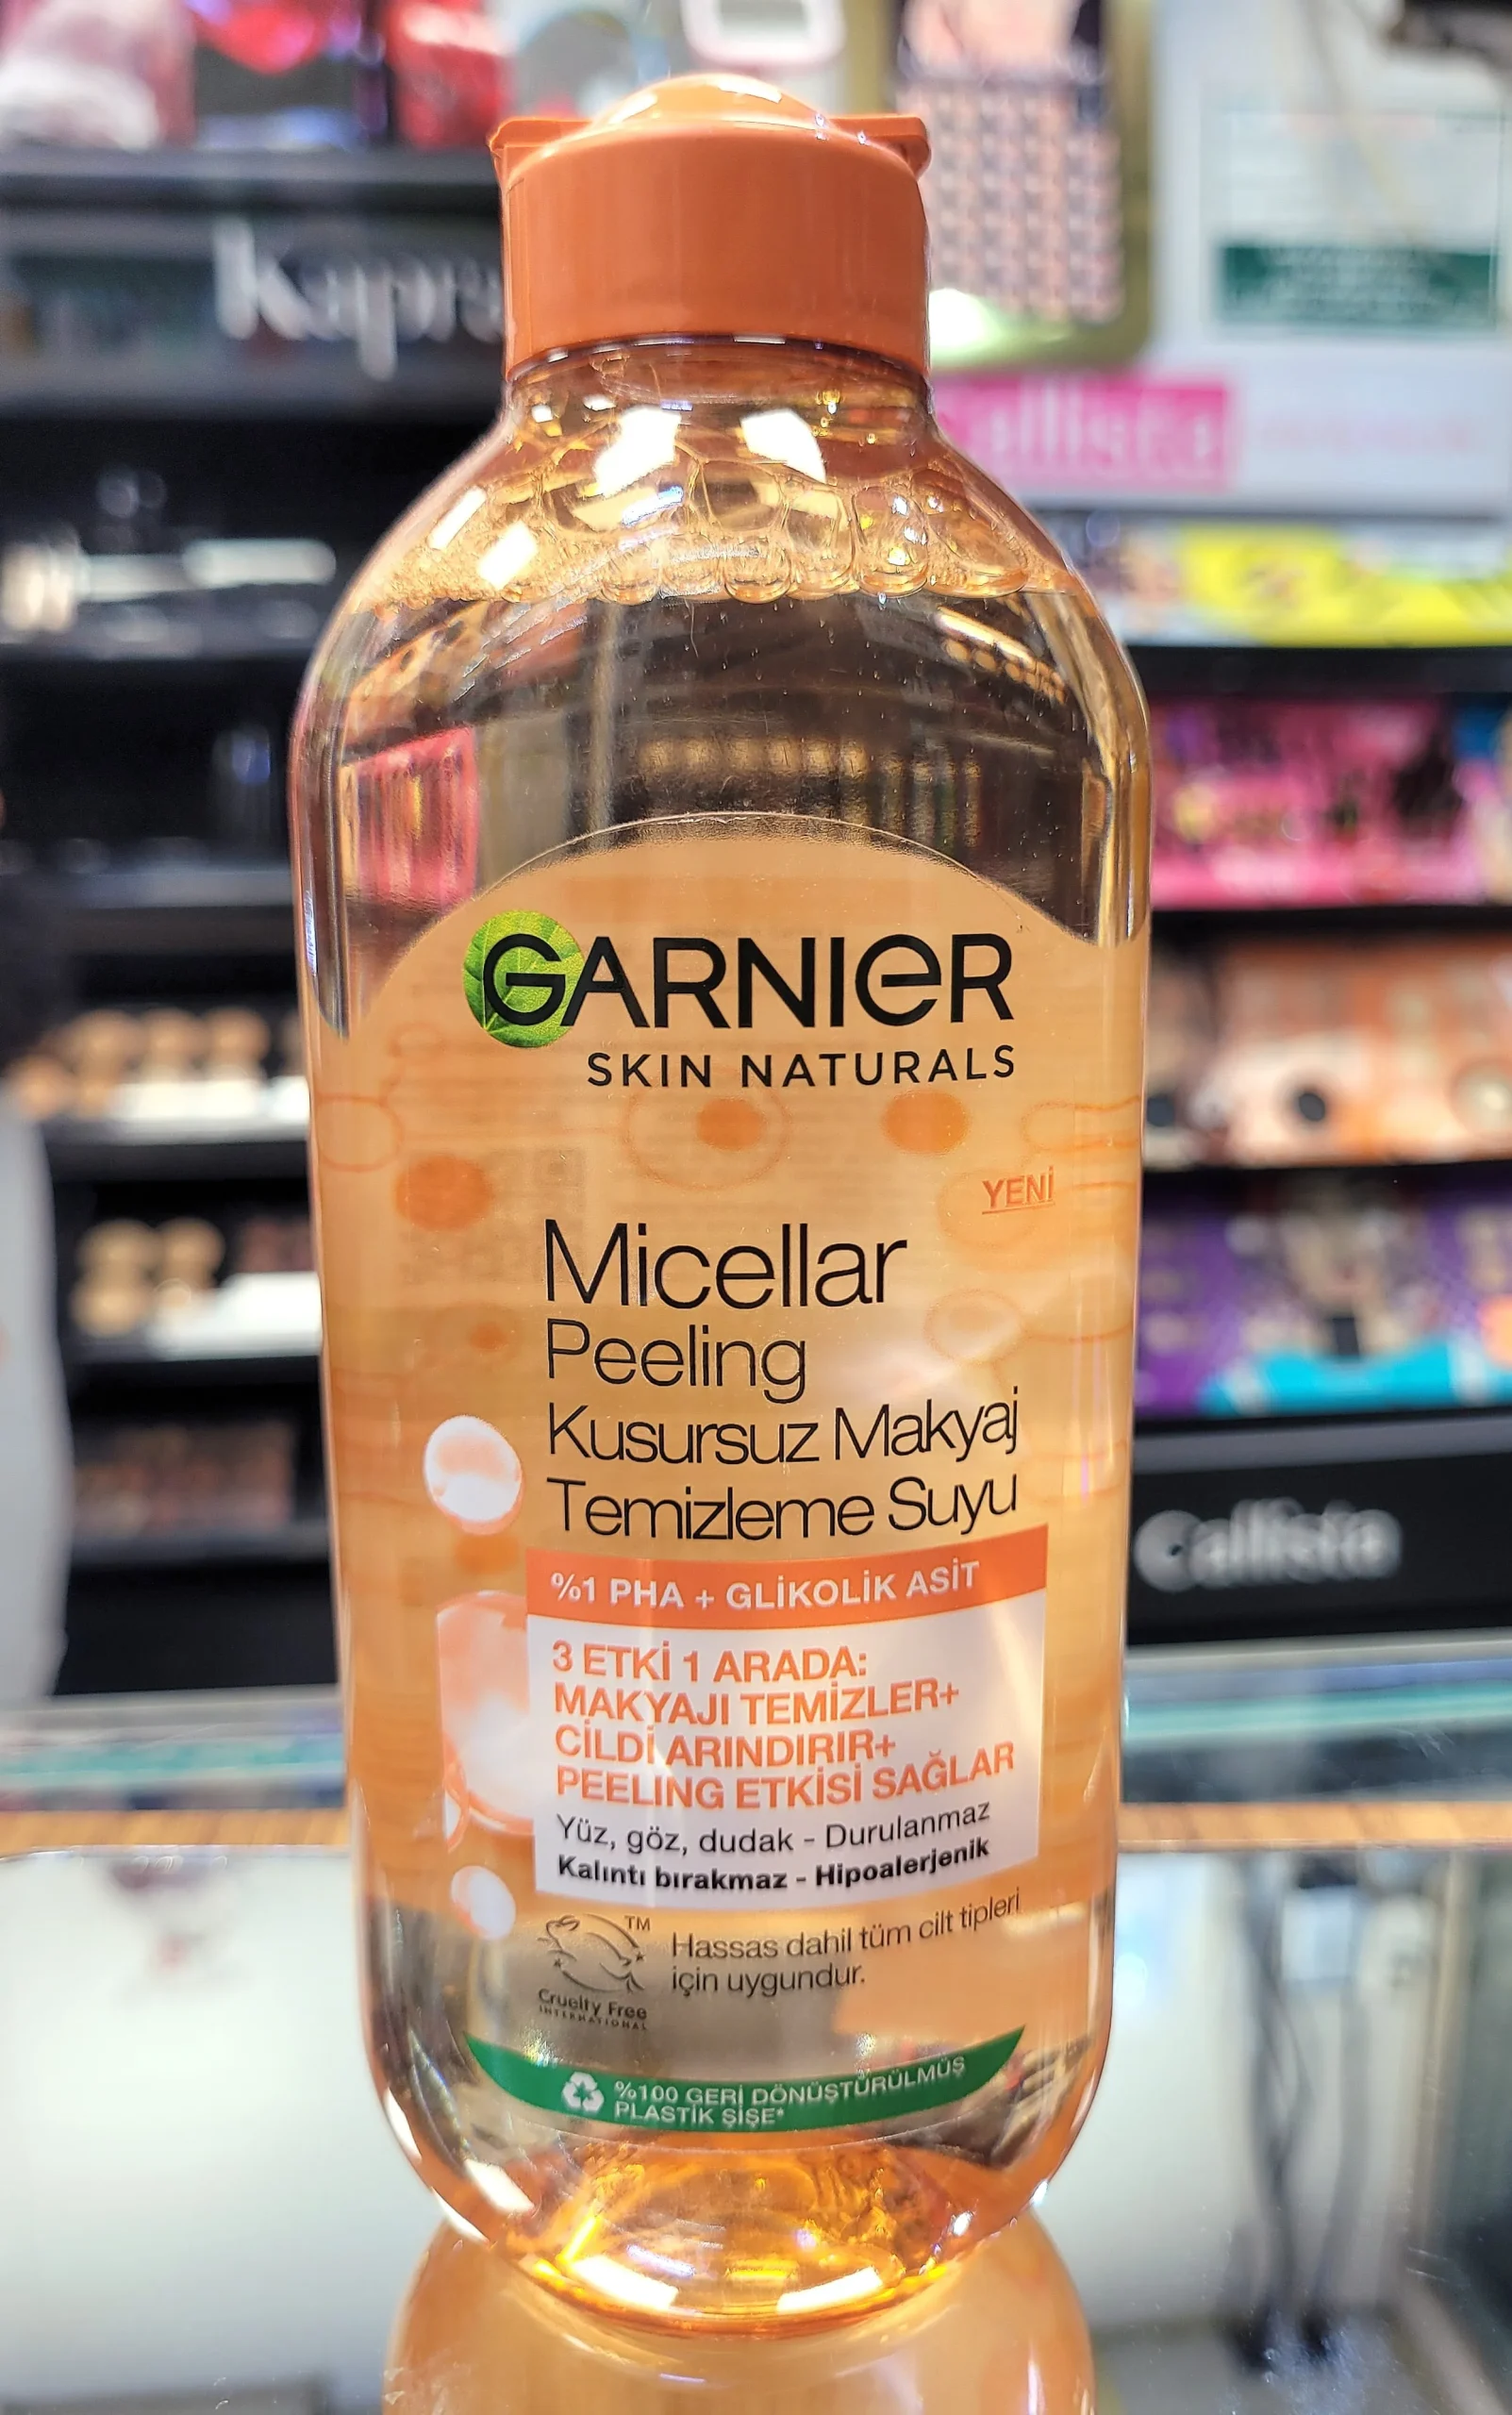 Kapra
Callista
GARNIER
SKIN NATURALS
YENİ
Micellar
Peeling
Kusursuz Makyaj
Temizleme Suyu
%1 PHA + GLİKOLİK ASİT
3 ETKİ 1 ARADA:
MAKYAJI TEMİZLER+
CİLDİ ARINDIRIR+
PEELING ETKİSİ SAĞLAR
Yüz, göz, dudak - Durulanmaz
Kalıntı bırakmaz - Hipoalerjenik
TM
Cruelty Free
INTERNATIONAL
Hassas dahil tüm cilt tipleri
için uygundur.
%100 GERİ DÖNÜŞTÜRÜLMÜŞ
PLASTİK ŞİŞE*
Callista